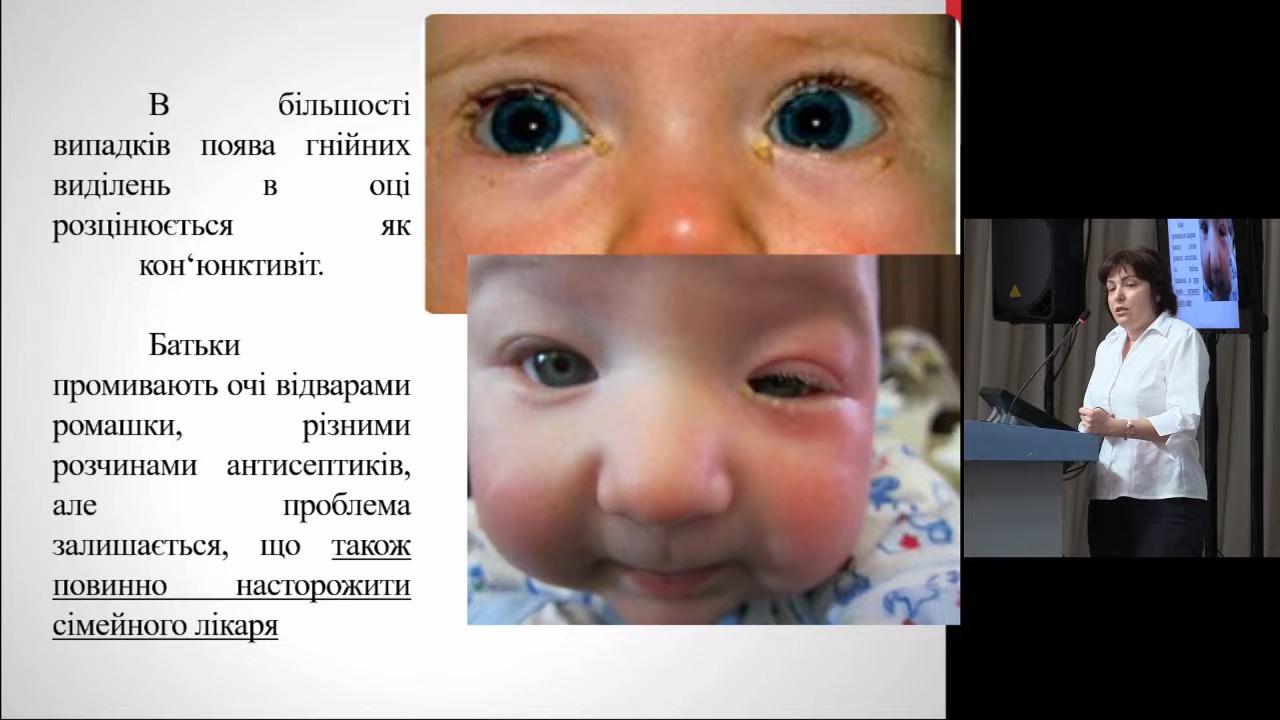 В більшості
випадків поява гнійних
виділень в оці
розцінюється як
кон‘юнктивіт.
Батьки
промивають очі відварами
ромашки, різними
розчинами антисептиків,
але проблема
залишається, що також
повинно насторожити
сімейного лікаря